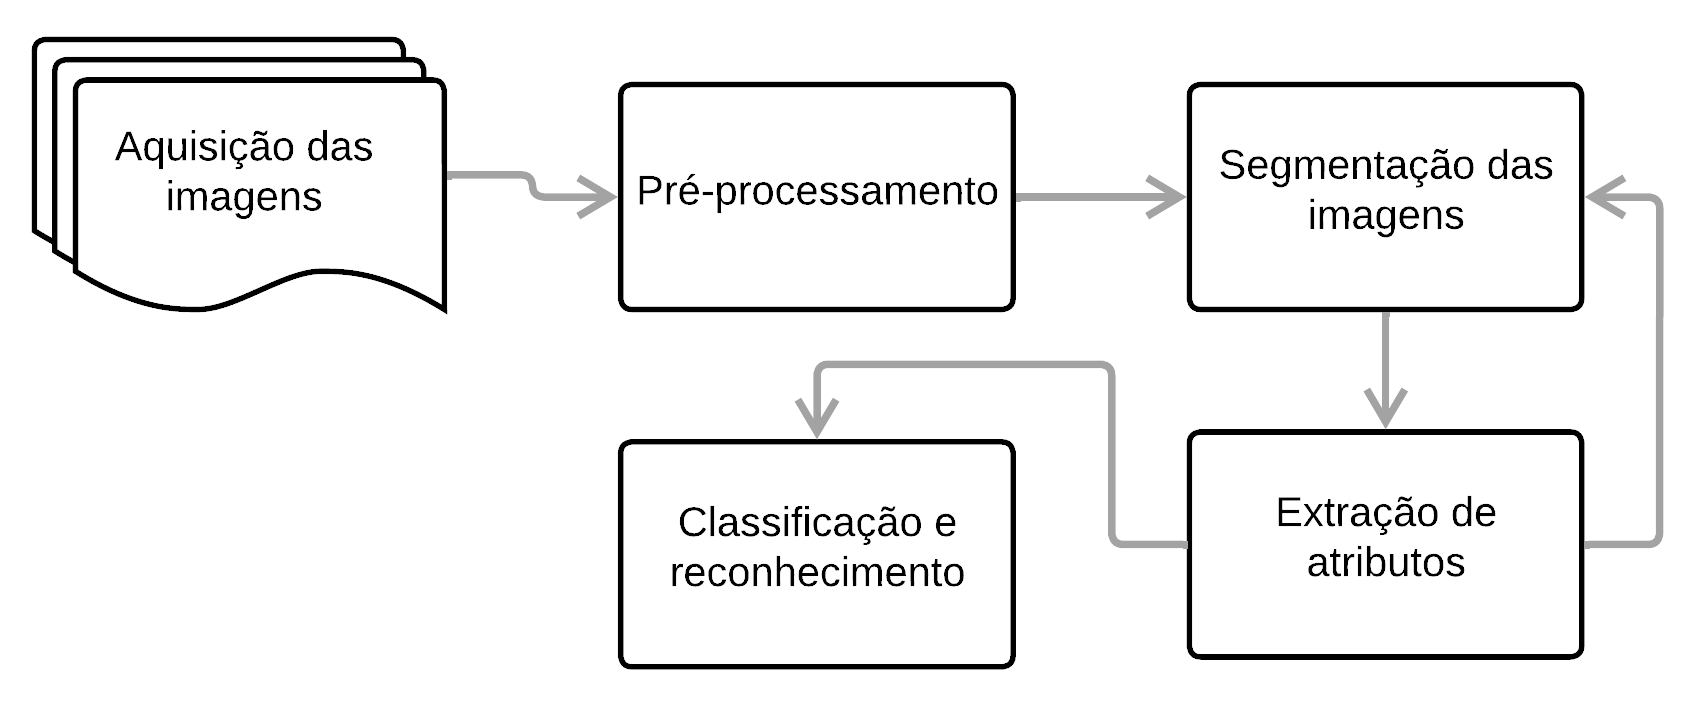 Aquisição das
imagens
Pré-processamento
Segmentação das
imagens
Extração de
atributos
Classificação e
reconhecimento